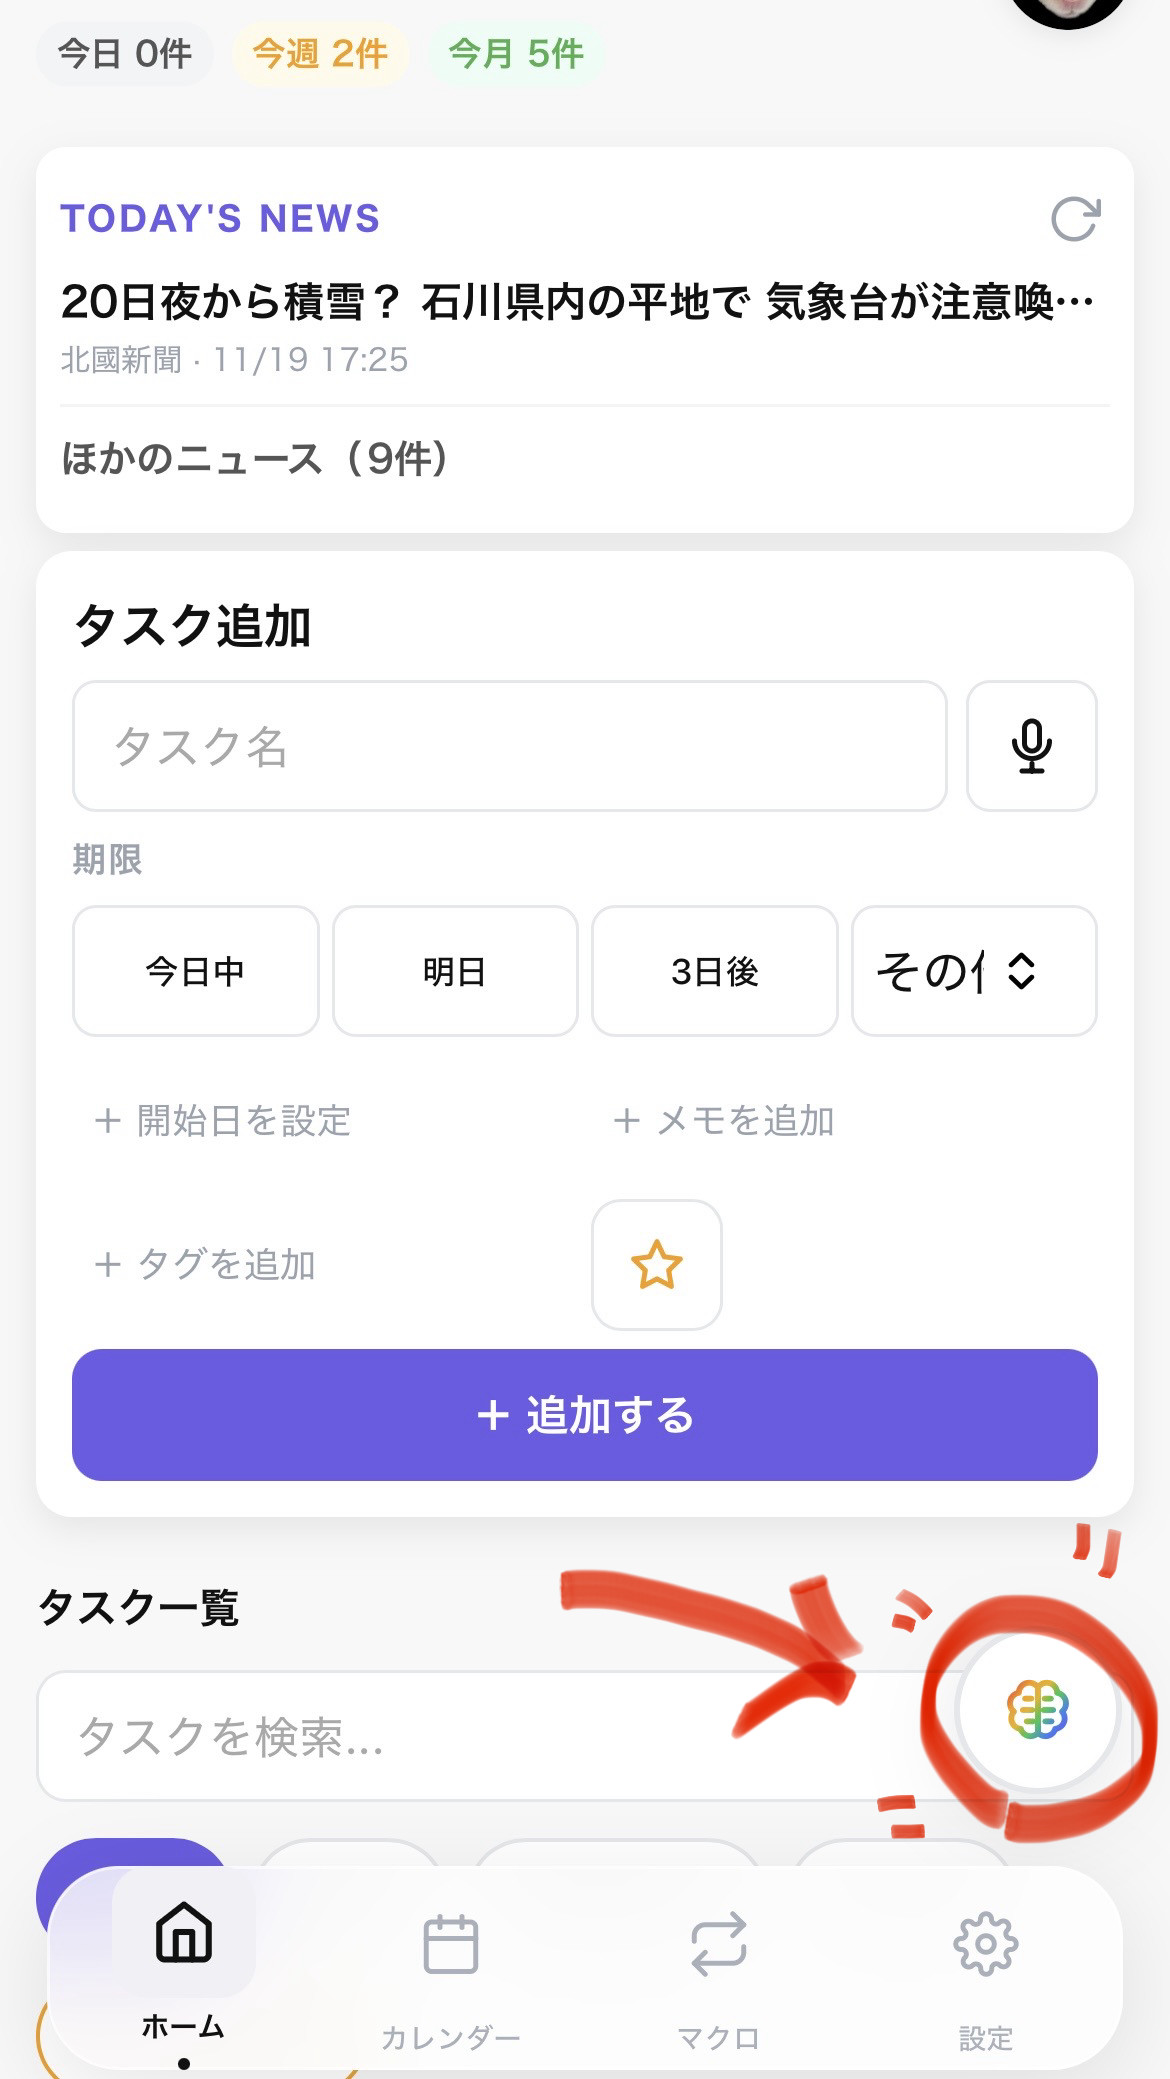 今日 0件 今週 2件 今月 5件
TODAY'S NEWS
20日夜から積雪？ 石川県内の平地で 気象台が注意喚…
北國新聞 · 11/19 17:25
ほかのニュース（9件）
タスク追加
タスク名
期限
今日中 明日 3日後 その
+ 開始日を設定 + メモを追加
+ タグを追加
+ 追加する
タスク一覧
タスクを検索...
ホーム カレンダー マクロ 設定